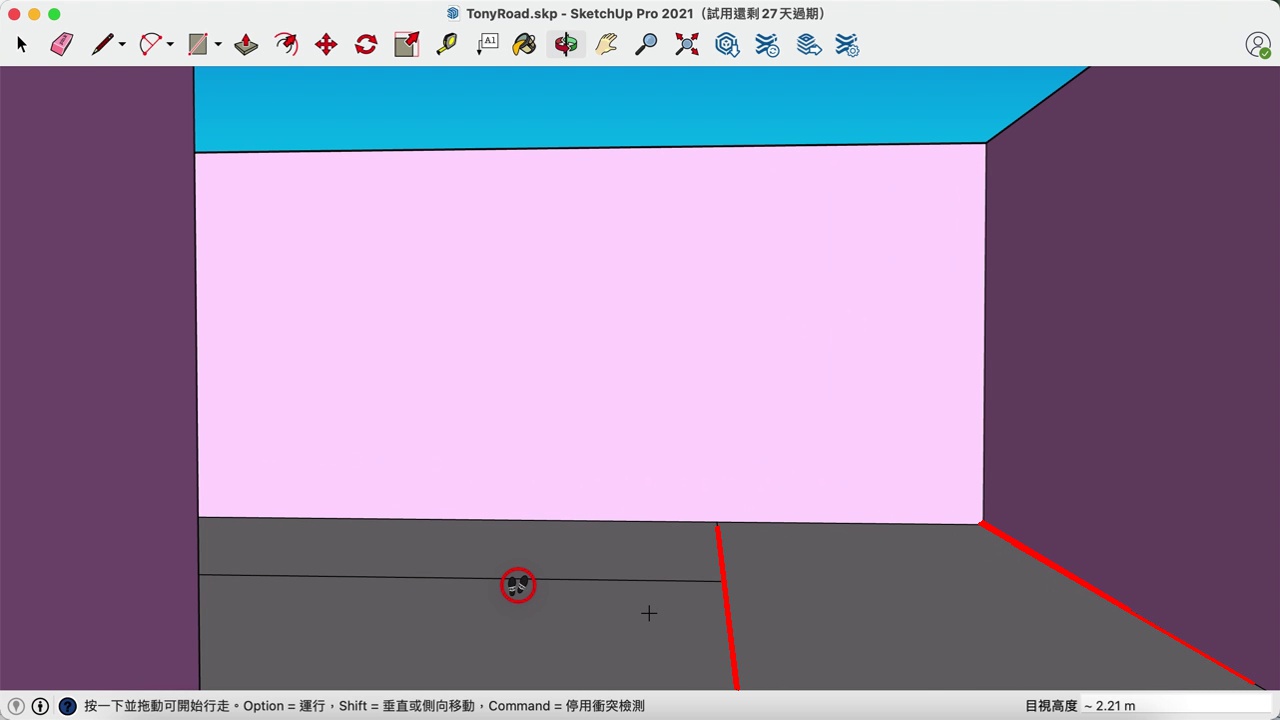 TonyRoad.skp - SketchUp Pro 2021（試用還剩 27 天過期）
A1
按一下並拖動可開始行走。Option = 運行，Shift = 垂直或側向移動，Command = 停用衝突檢測
目視高度 ~ 2.21 m